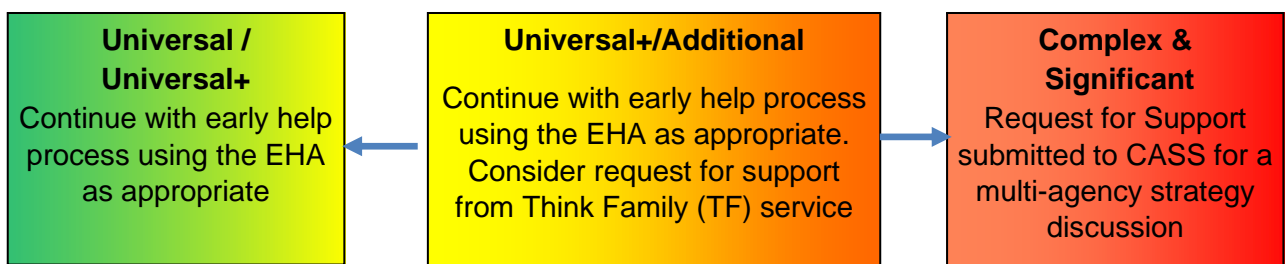 Universal /
Universal+
Continue with early help
process using the EHA
as appropriate
Universal+/Additional
Continue with early help process
using the EHA as appropriate.
Consider request for support
from Think Family (TF) service
Complex &
Significant
Request for Support
submitted to CASS for a
multi-agency strategy
discussion